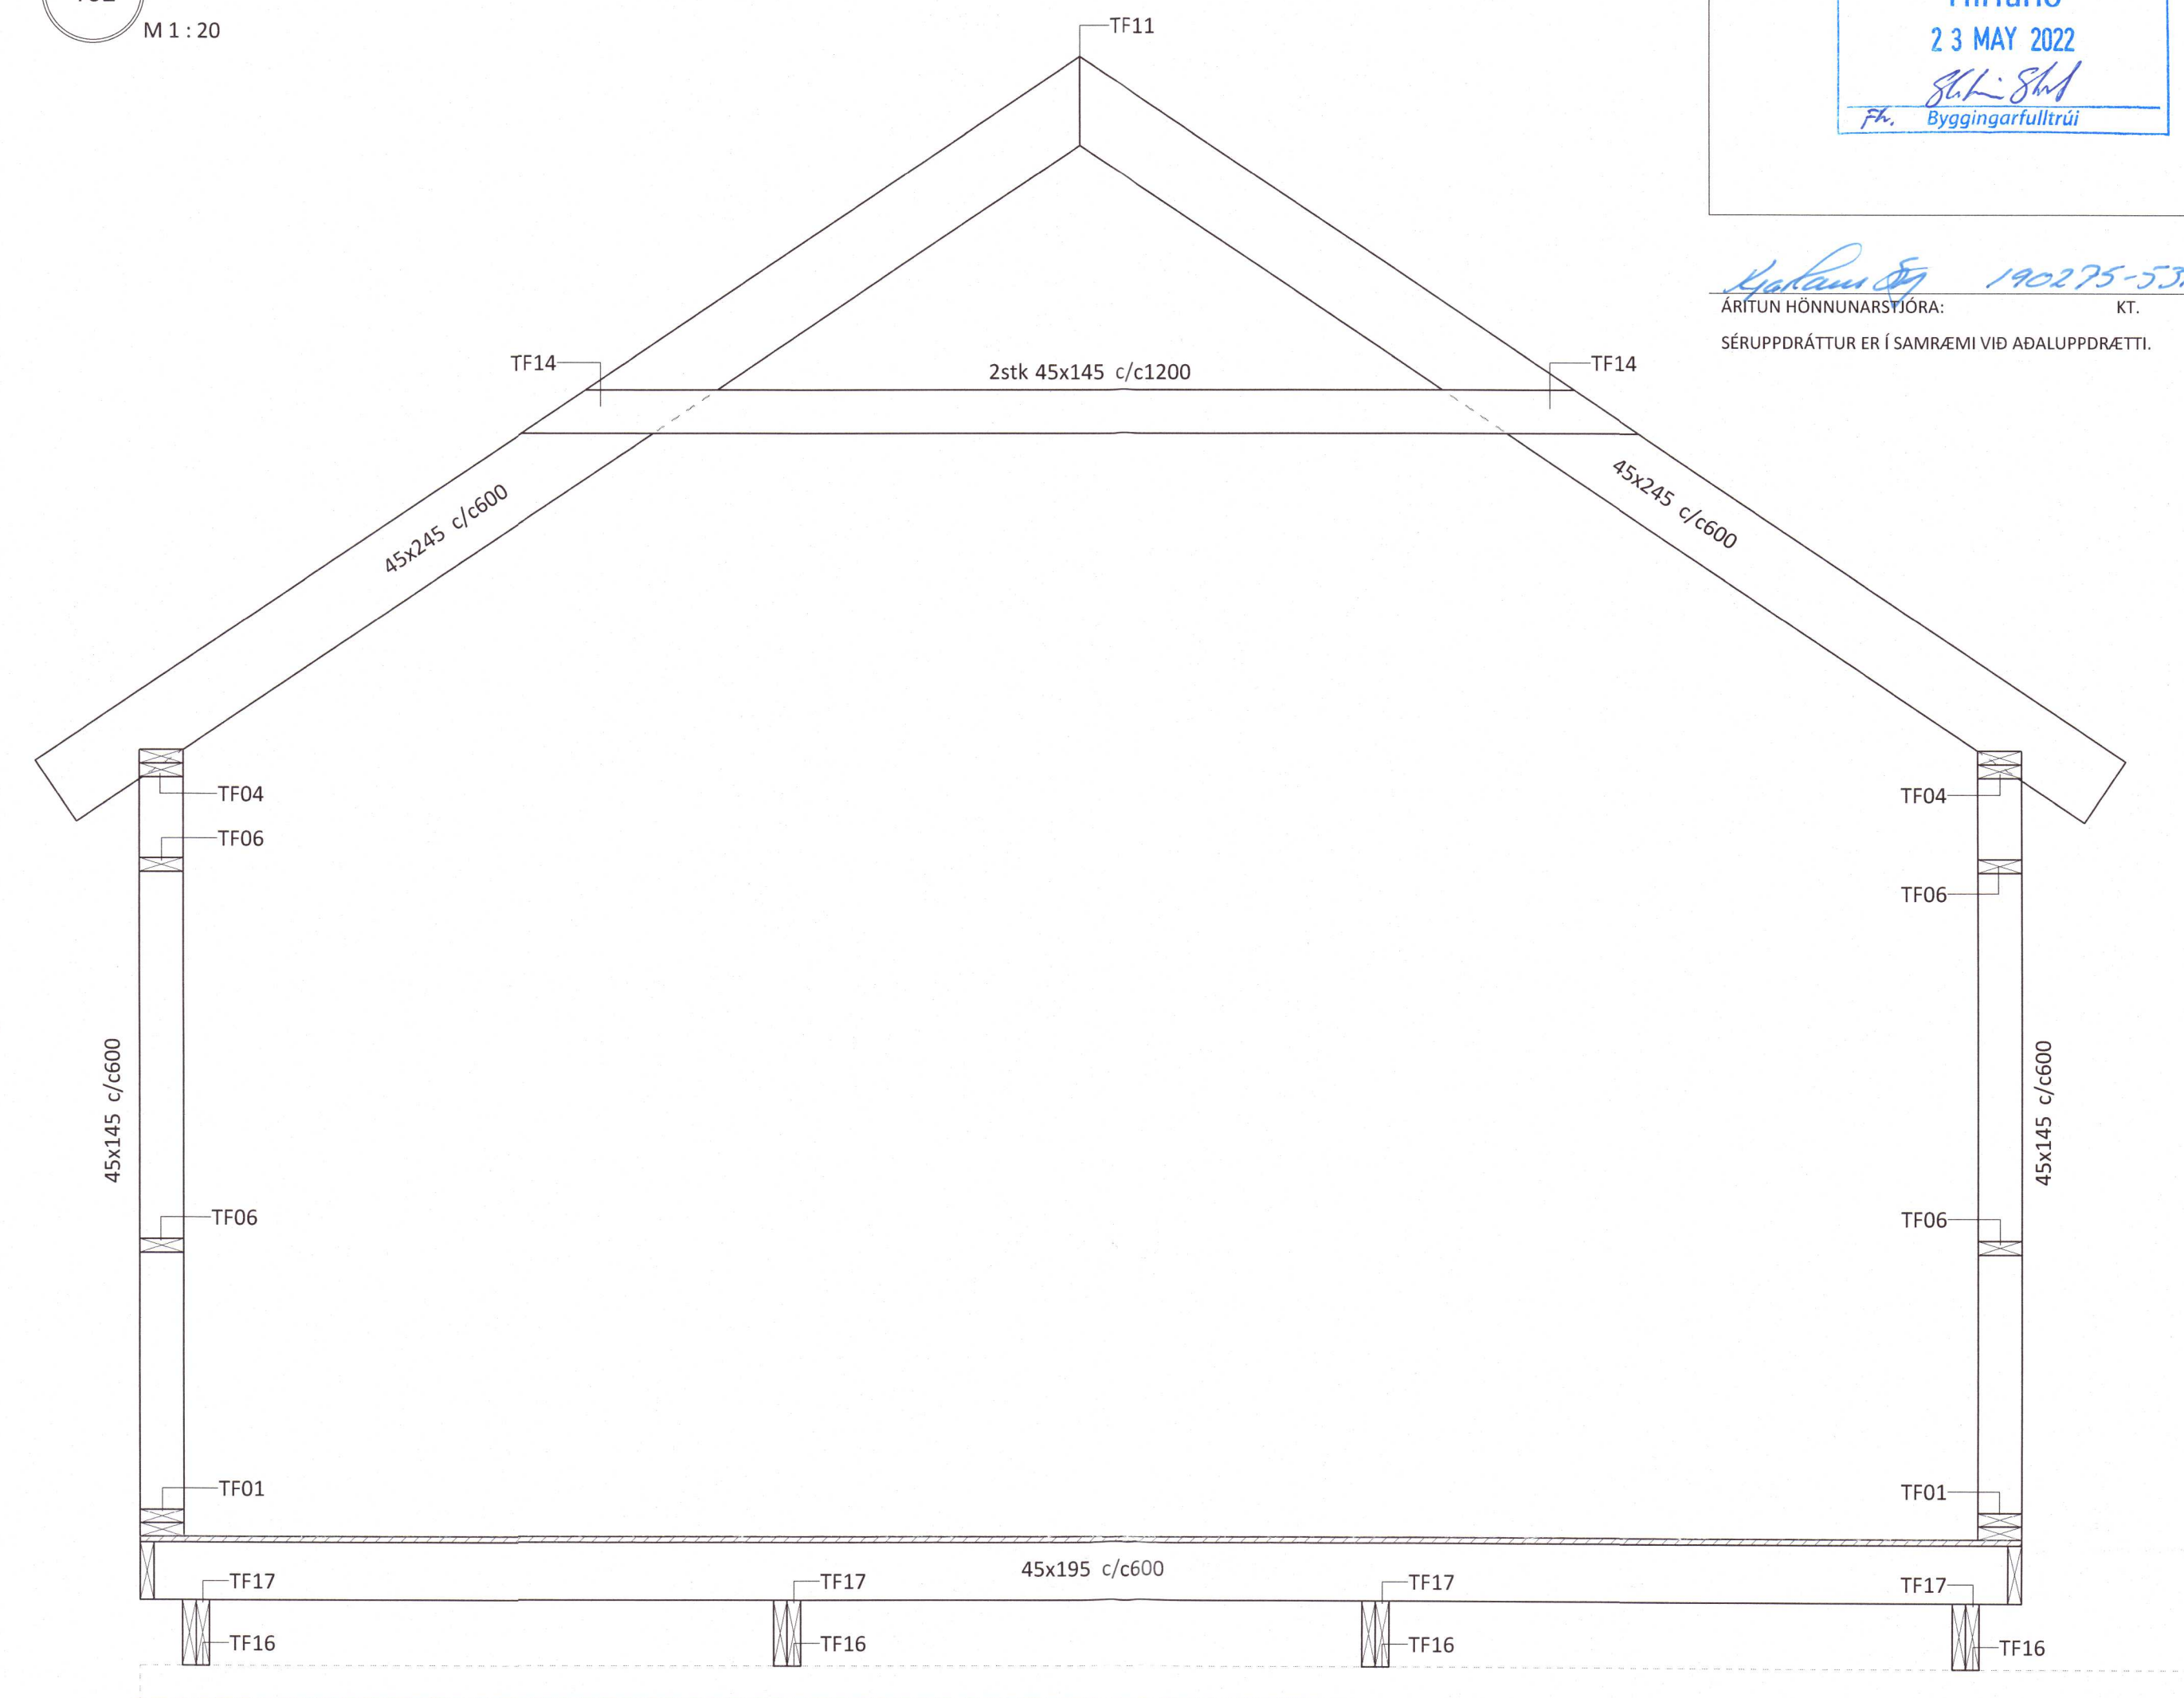 M 1 : 20
TF11
23 MAY 2022
Fh. Byggingarfulltrúi
ÁRITUN HÖNNUNARSTJÓRA: KT.
SÉRUPPDRÁTTUR ER Í SAMRÆMI VIÐ AÐALUPPDRÆTTI.
TF14
2stk 45x145 c/c1200
TF14
45x245 c/c600
45x245 c/c600
TF04
TF04
TF06
TF06
45x145 c/c600
45x145 c/c600
TF06
TF06
TF01
TF01
45x195 c/c600
TF17
TF17
TF17
TF17
TF16
TF16
TF16
TF16